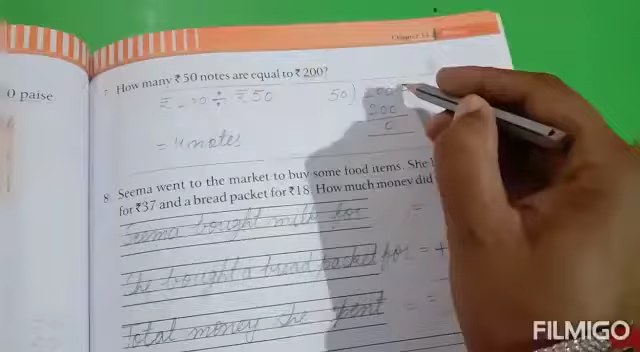 Chapter 13
0 paise
7. How many ₹ 50 notes are equal to ₹ 200?
₹ 200 ÷ ₹ 50
50) 200
200
0
= 4 notes
8. Seema went to the market to buy some food items. She
for ₹37 and a bread packet for ₹18. How much money did
Seema bought milk for =
She bought a bread packet for = +
Total money she spent = =
FILMIGO